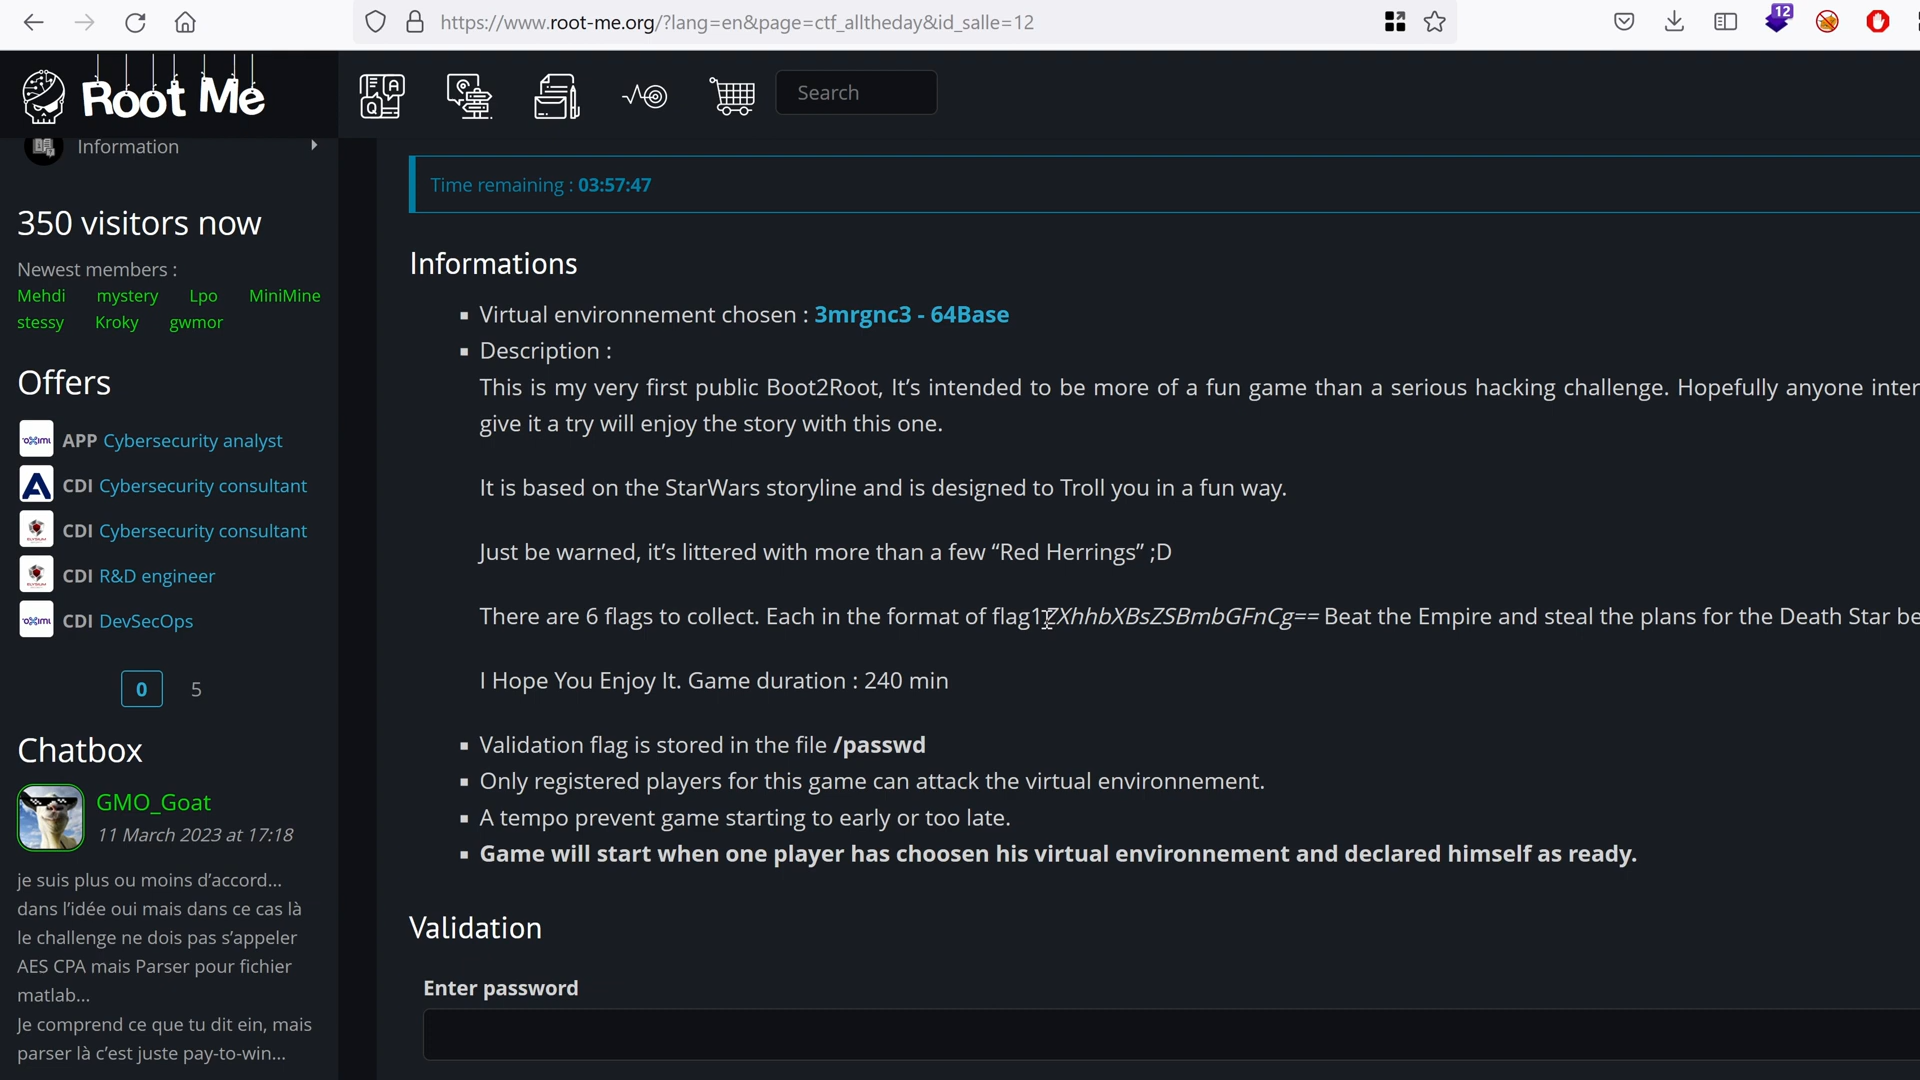 https://www.root-me.org/?lang=en&page=ctf_alltheday&id_salle=12
12
Root Me
Search
Information
350 visitors now
Newest members :
Mehdi mystery Lpo MiniMine
stessy Kroky gwmor
Offers
APP Cybersecurity analyst
CDI Cybersecurity consultant
CDI Cybersecurity consultant
CDI R&D engineer
CDI DevSecOps
0 5
Chatbox
GMO_Goat
11 March 2023 at 17:18
je suis plus ou moins d’accord...
dans l’idée oui mais dans ce cas là
le challenge ne dois pas s’appeler
AES CPA mais Parser pour fichier
matlab...
Je comprend ce que tu dit ein, mais
parser là c’est juste pay-to-win...
Time remaining : 03:57:47
Informations
Virtual environnement chosen : 3mrgnc3 - 64Base
Description :
This is my very first public Boot2Root, It’s intended to be more of a fun game than a serious hacking challenge. Hopefully anyone inter
give it a try will enjoy the story with this one.
It is based on the StarWars storyline and is designed to Troll you in a fun way.
Just be warned, it’s littered with more than a few “Red Herrings” ;D
There are 6 flags to collect. Each in the format of flag1ZXhhbXBsZSBmbGFnCg== Beat the Empire and steal the plans for the Death Star be
I Hope You Enjoy It. Game duration : 240 min
Validation flag is stored in the file /passwd
Only registered players for this game can attack the virtual environnement.
A tempo prevent game starting to early or too late.
Game will start when one player has choosen his virtual environnement and declared himself as ready.
Validation
Enter password